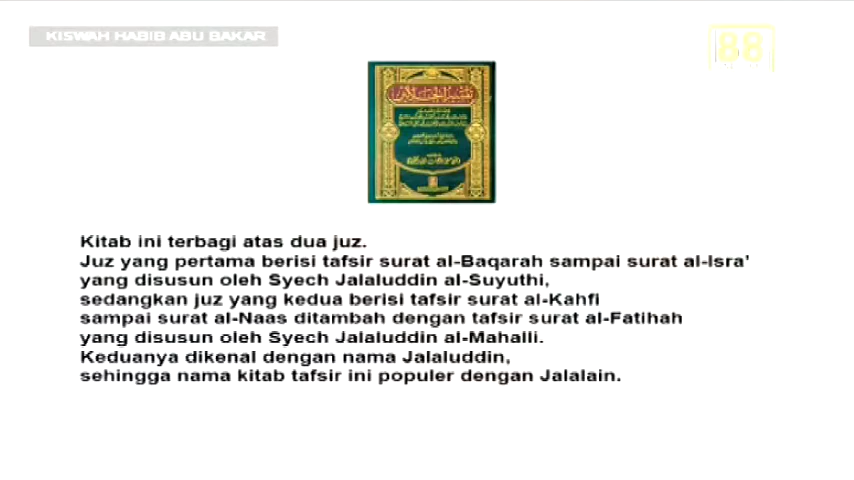 KISWAH HABIB ABU BAKAR
88
Kitab ini terbagi atas dua juz.
Juz yang pertama berisi tafsir surat al-Baqarah sampai surat al-Isra'
yang disusun oleh Syech Jalaluddin al-Suyuthi,
sedangkan juz yang kedua berisi tafsir surat al-Kahfi
sampai surat al-Naas ditambah dengan tafsir surat al-Fatihah
yang disusun oleh Syech Jalaluddin al-Mahalli.
Keduanya dikenal dengan nama Jalaluddin,
sehingga nama kitab tafsir ini populer dengan Jalalain.